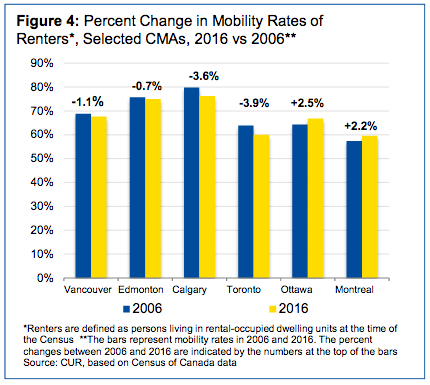 Figure 4: Percent Change in Mobility Rates of
Renters*, Selected CMAs, 2016 vs 2006**
90%
80%
70%
60%
50%
40%
30%
20%
10%
0%
-1.1%
-0.7%
-3.6%
-3.9%
+2.5%
+2.2%
Vancouver Edmonton Calgary Toronto Ottawa Montreal
2006 2016
*Renters are defined as persons living in rental-occupied dwelling units at the time of
the Census **The bars represent mobility rates in 2006 and 2016. The percent
changes between 2006 and 2016 are indicated by the numbers at the top of the bars
Source: CUR, based on Census of Canada data